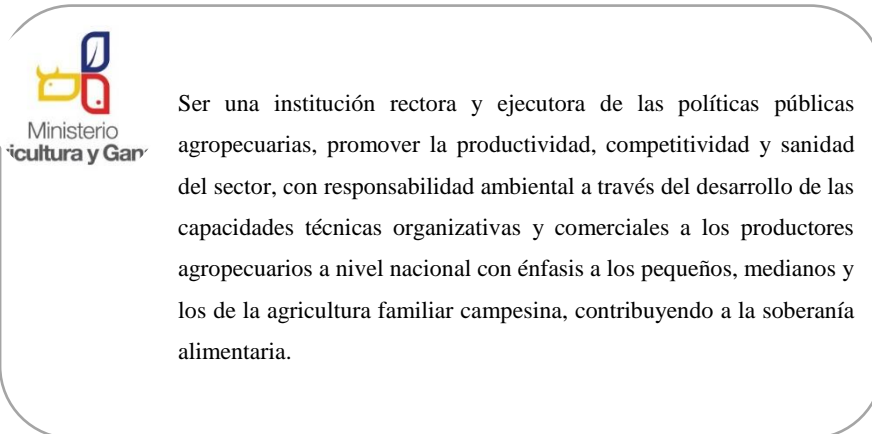 Ministerio
icultura y Gan
Ser una institución rectora y ejecutora de las políticas públicas
agropecuarias, promover la productividad, competitividad y sanidad
del sector, con responsabilidad ambiental a través del desarrollo de las
capacidades técnicas organizativas y comerciales a los productores
agropecuarios a nivel nacional con énfasis a los pequeños, medianos y
los de la agricultura familiar campesina, contribuyendo a la soberanía
alimentaria.